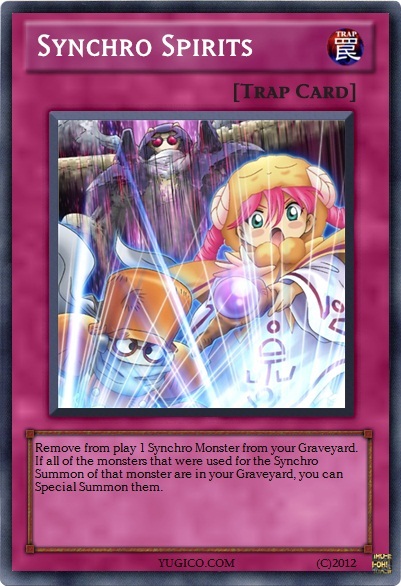 SYNCHRO SPIRITS
TRAP
罠
[TRAP CARD]
Remove from play 1 Synchro Monster from your Graveyard.
If all of the monsters that were used for the Synchro
Summon of that monster are in your Graveyard, you can
Special Summon them.
YUGICO.COM
(C)2012